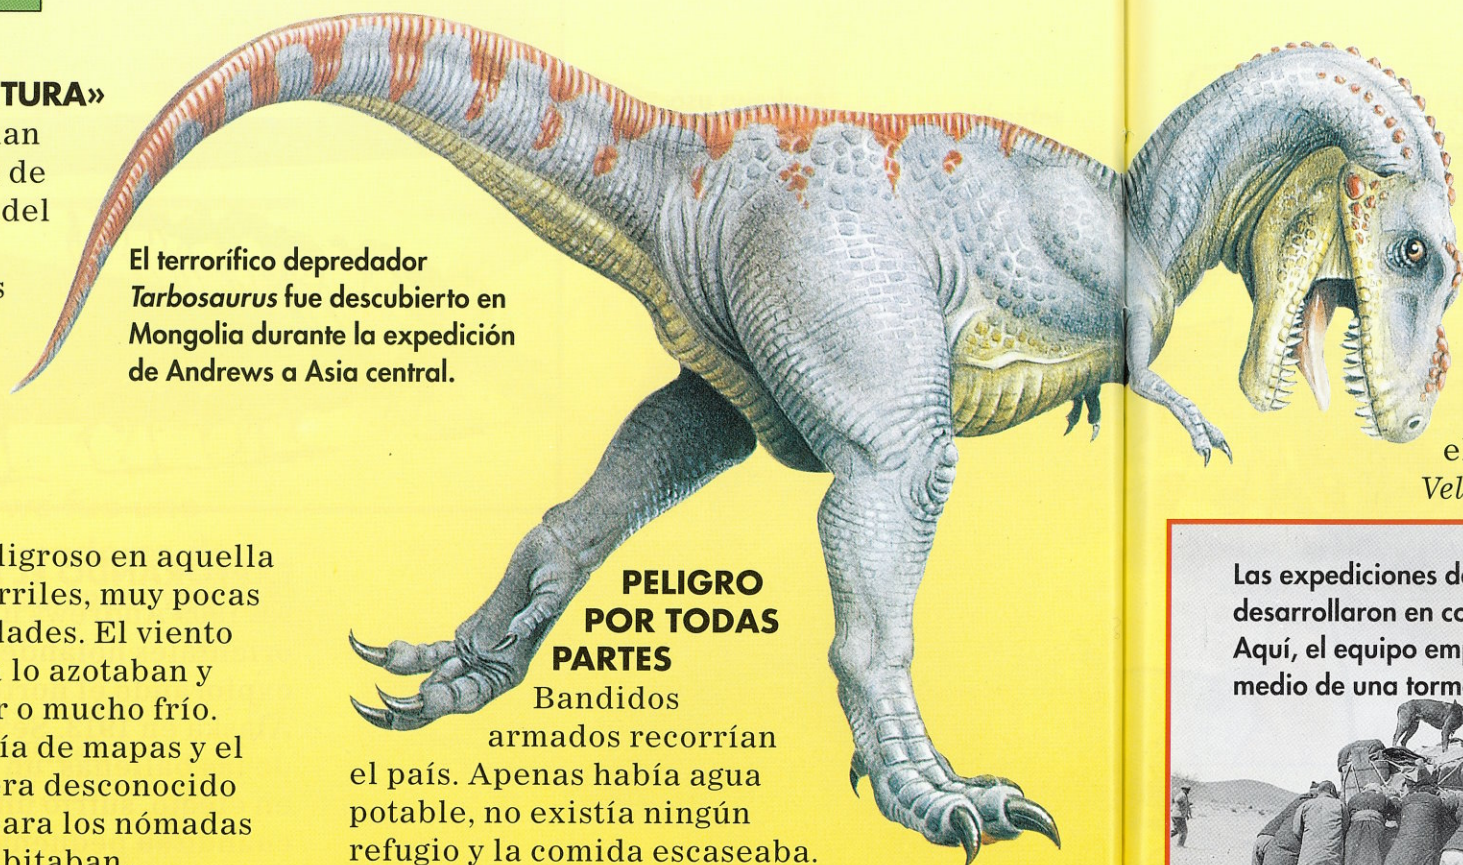 TURA»
de
del
El terrorífico depredador
Tarbosaurus fue descubierto en
Mongolia durante la expedición
de Andrews a Asia central.
ligroso en aquella
rriles, muy pocas
dades. El viento
lo azotaban y
r o mucho frío.
ía de mapas y el
ra desconocido
ara los nómadas
bitaban
PELIGRO
POR TODAS
PARTES
Bandidos
armados recorrían
el país. Apenas había agua
potable, no existía ningún
refugio y la comida escaseaba.
Vel
Las expediciones d
desarrollaron en co
Aquí, el equipo em
medio de una torm